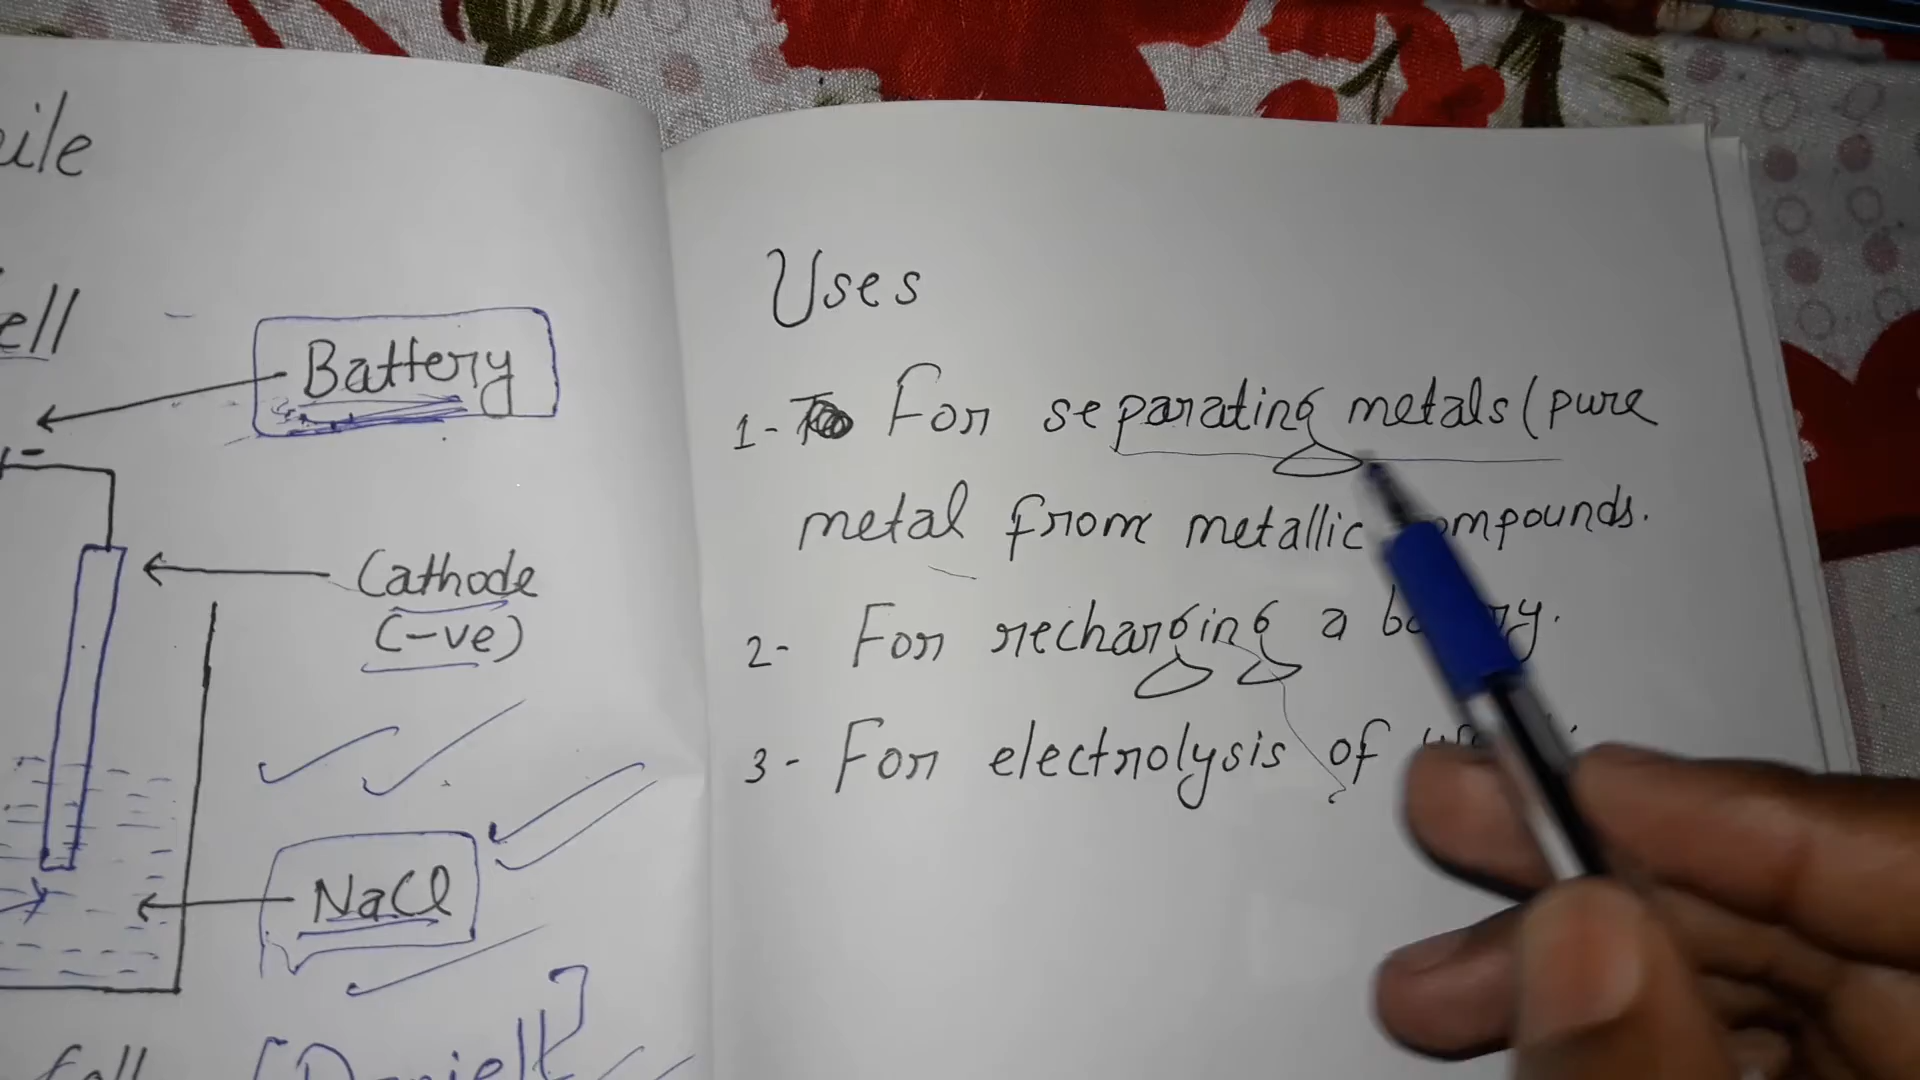 ile
ell
Battery
Cathode
(-ve)
NaCl
Uses
1- For separating metals (pure
metal from metallic
2- For recharging a
3- For electrolysis of